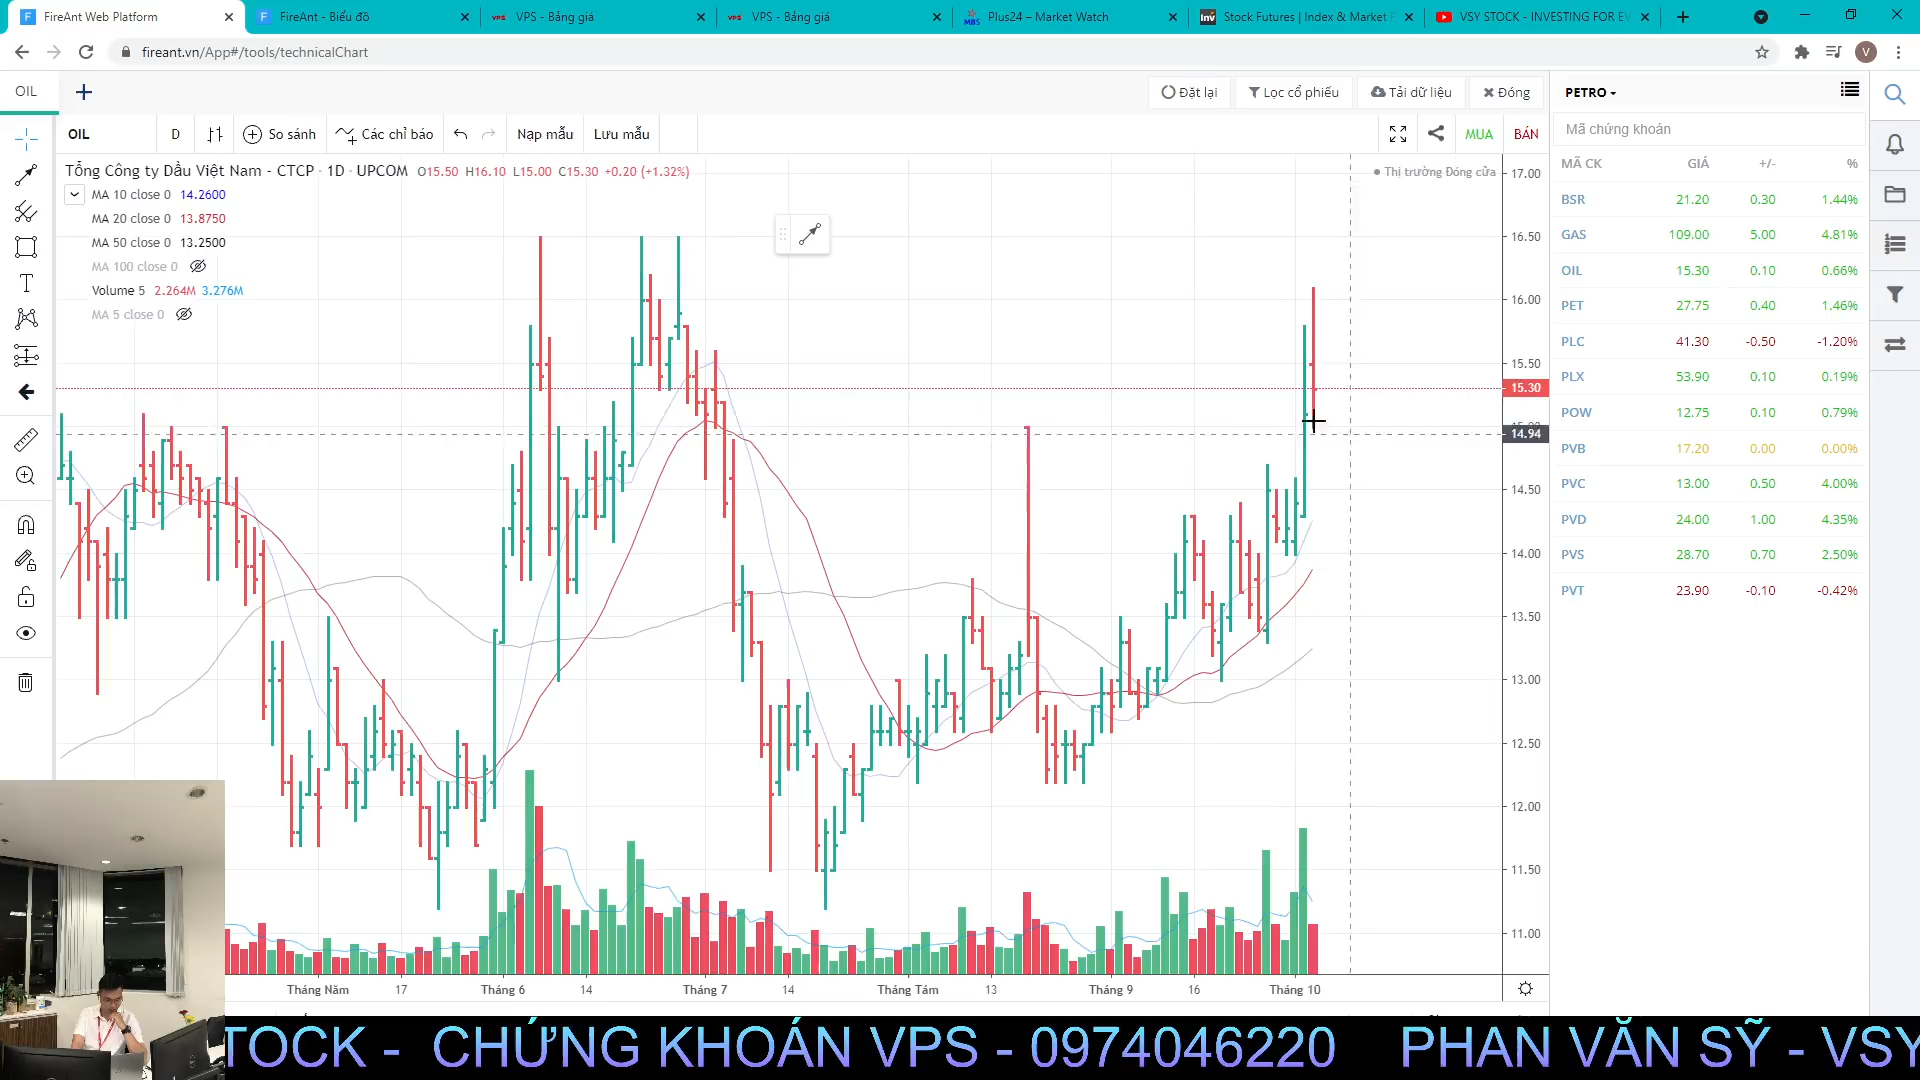 FireAnt Web Platform
FireAnt - Biểu đồ
VPS - Bảng giá
VPS - Bảng giá
Plus24 – Market Watch
Stock Futures | Index & Market F
VSY STOCK - INVESTING FOR EV
fireant.vn/App#/tools/technicalChart
V
OIL
Đặt lại
Lọc cổ phiếu
Tải dữ liệu
Đóng
PETRO
OIL
D
So sánh
Các chỉ báo
Nạp mẫu
Lưu mẫu
MUA
BÁN
Mã chứng khoán
Tổng Công ty Dầu Việt Nam - CTCP · 1D · UPCOM O15.50 H16.10 L15.00 C15.30 +0.20 (+1.32%)
Thị trường Đóng cửa
MA 10 close 0 14.2600
MA 20 close 0 13.8750
MA 50 close 0 13.2500
MA 100 close 0
Volume 5 2.264M 3.276M
MA 5 close 0
17.00
16.50
16.00
15.50
15.30
14.94
14.50
14.00
13.50
13.00
12.50
12.00
11.50
11.00
Tháng Năm 17 Tháng 6 14 Tháng 7 14 Tháng Tám 13 Tháng 9 16 Tháng 10
MÃ CK GIÁ +/- %
BSR 21.20 0.30 1.44%
GAS 109.00 5.00 4.81%
OIL 15.30 0.10 0.66%
PET 27.75 0.40 1.46%
PLC 41.30 -0.50 -1.20%
PLX 53.90 0.10 0.19%
POW 12.75 0.10 0.79%
PVB 17.20 0.00 0.00%
PVC 13.00 0.50 4.00%
PVD 24.00 1.00 4.35%
PVS 28.70 0.70 2.50%
PVT 23.90 -0.10 -0.42%
TOCK - CHỨNG KHOÁN VPS - 0974046220 PHAN VĂN SỸ - VSY